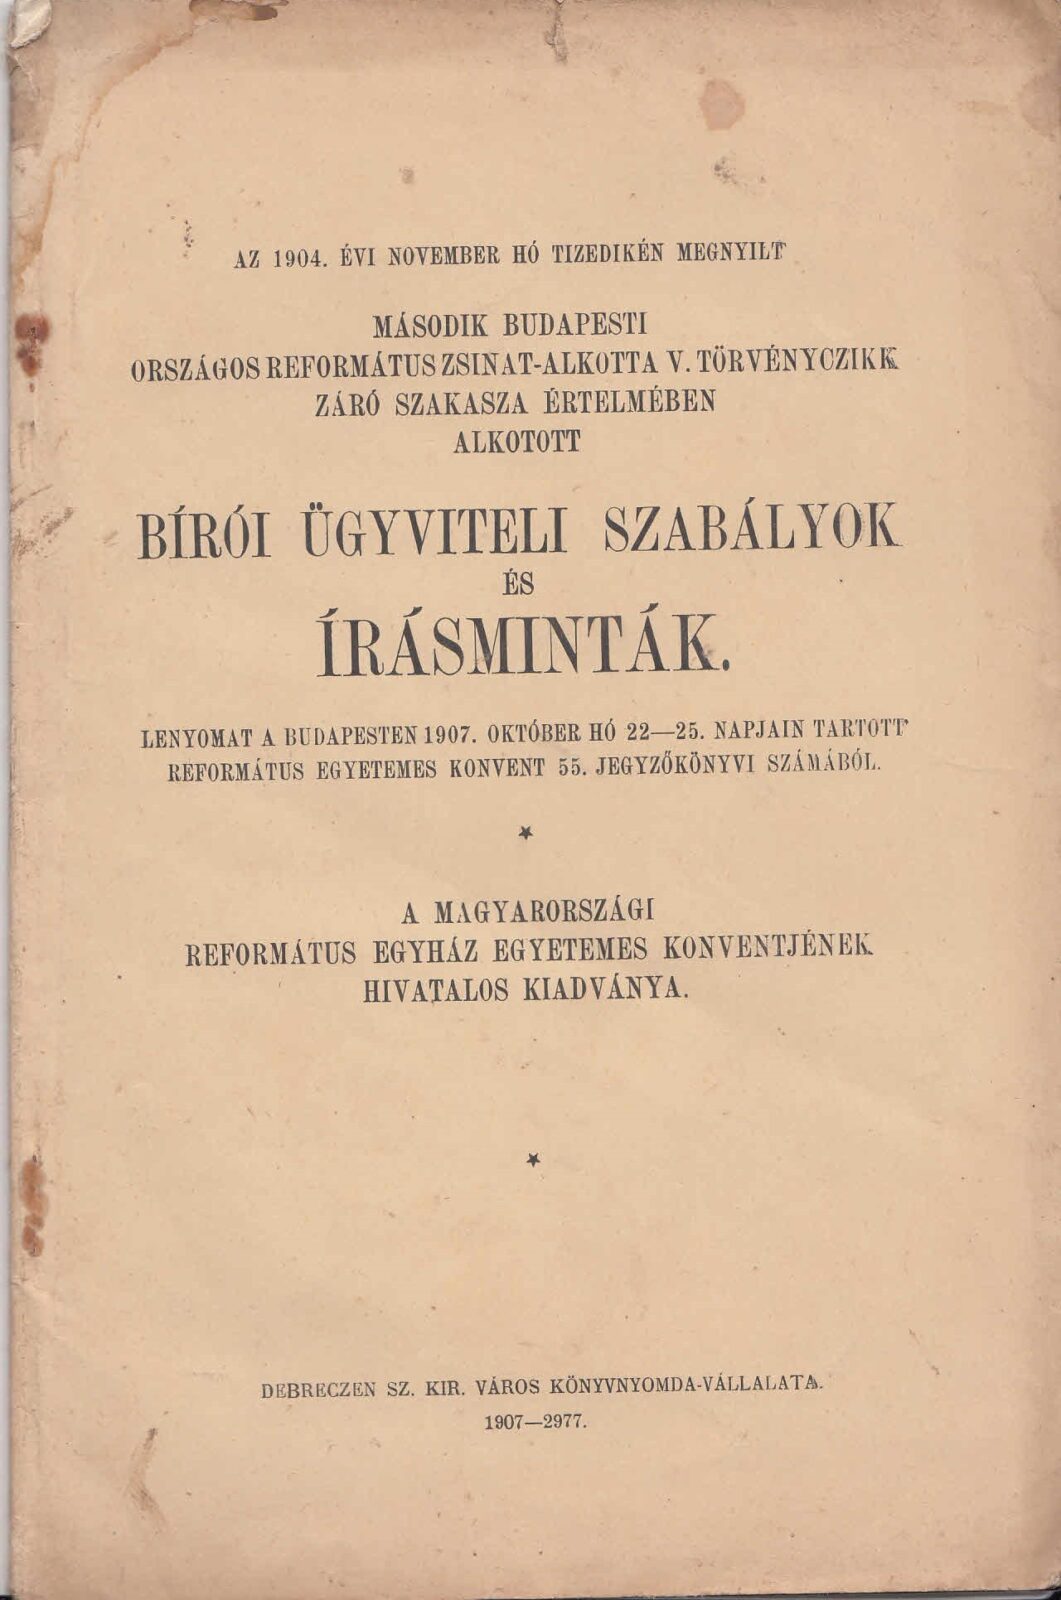 AZ 1904. ÉVI NOVEMBER HÓ TIZEDIKÉN MEGNYILT
MÁSODIK BUDAPESTI
ORSZÁGOS REFORMÁTUS ZSINAT-ALKOTTA V. TÖRVÉNYCZIKK
ZÁRÓ SZAKASZA ÉRTELMÉBEN
ALKOTOTT
BÍRÓI ÜGYVITELI SZABÁLYOK
ÉS
ÍRÁSMINTÁK.
LENYOMAT A BUDAPESTEN 1907. OKTÓBER HÓ 22—25. NAPJAIN TARTOTT
REFORMÁTUS EGYETEMES KONVENT 55. JEGYZŐKÖNYVI SZÁMÁBÓL.
A MAGYARORSZÁGI
REFORMÁTUS EGYHÁZ EGYETEMES KONVENTJÉNEK
HIVATALOS KIADVÁNYA.
DEBRECZEN SZ. KIR. VÁROS KÖNYVNYOMDA-VÁLLALATA.
1907—2977.